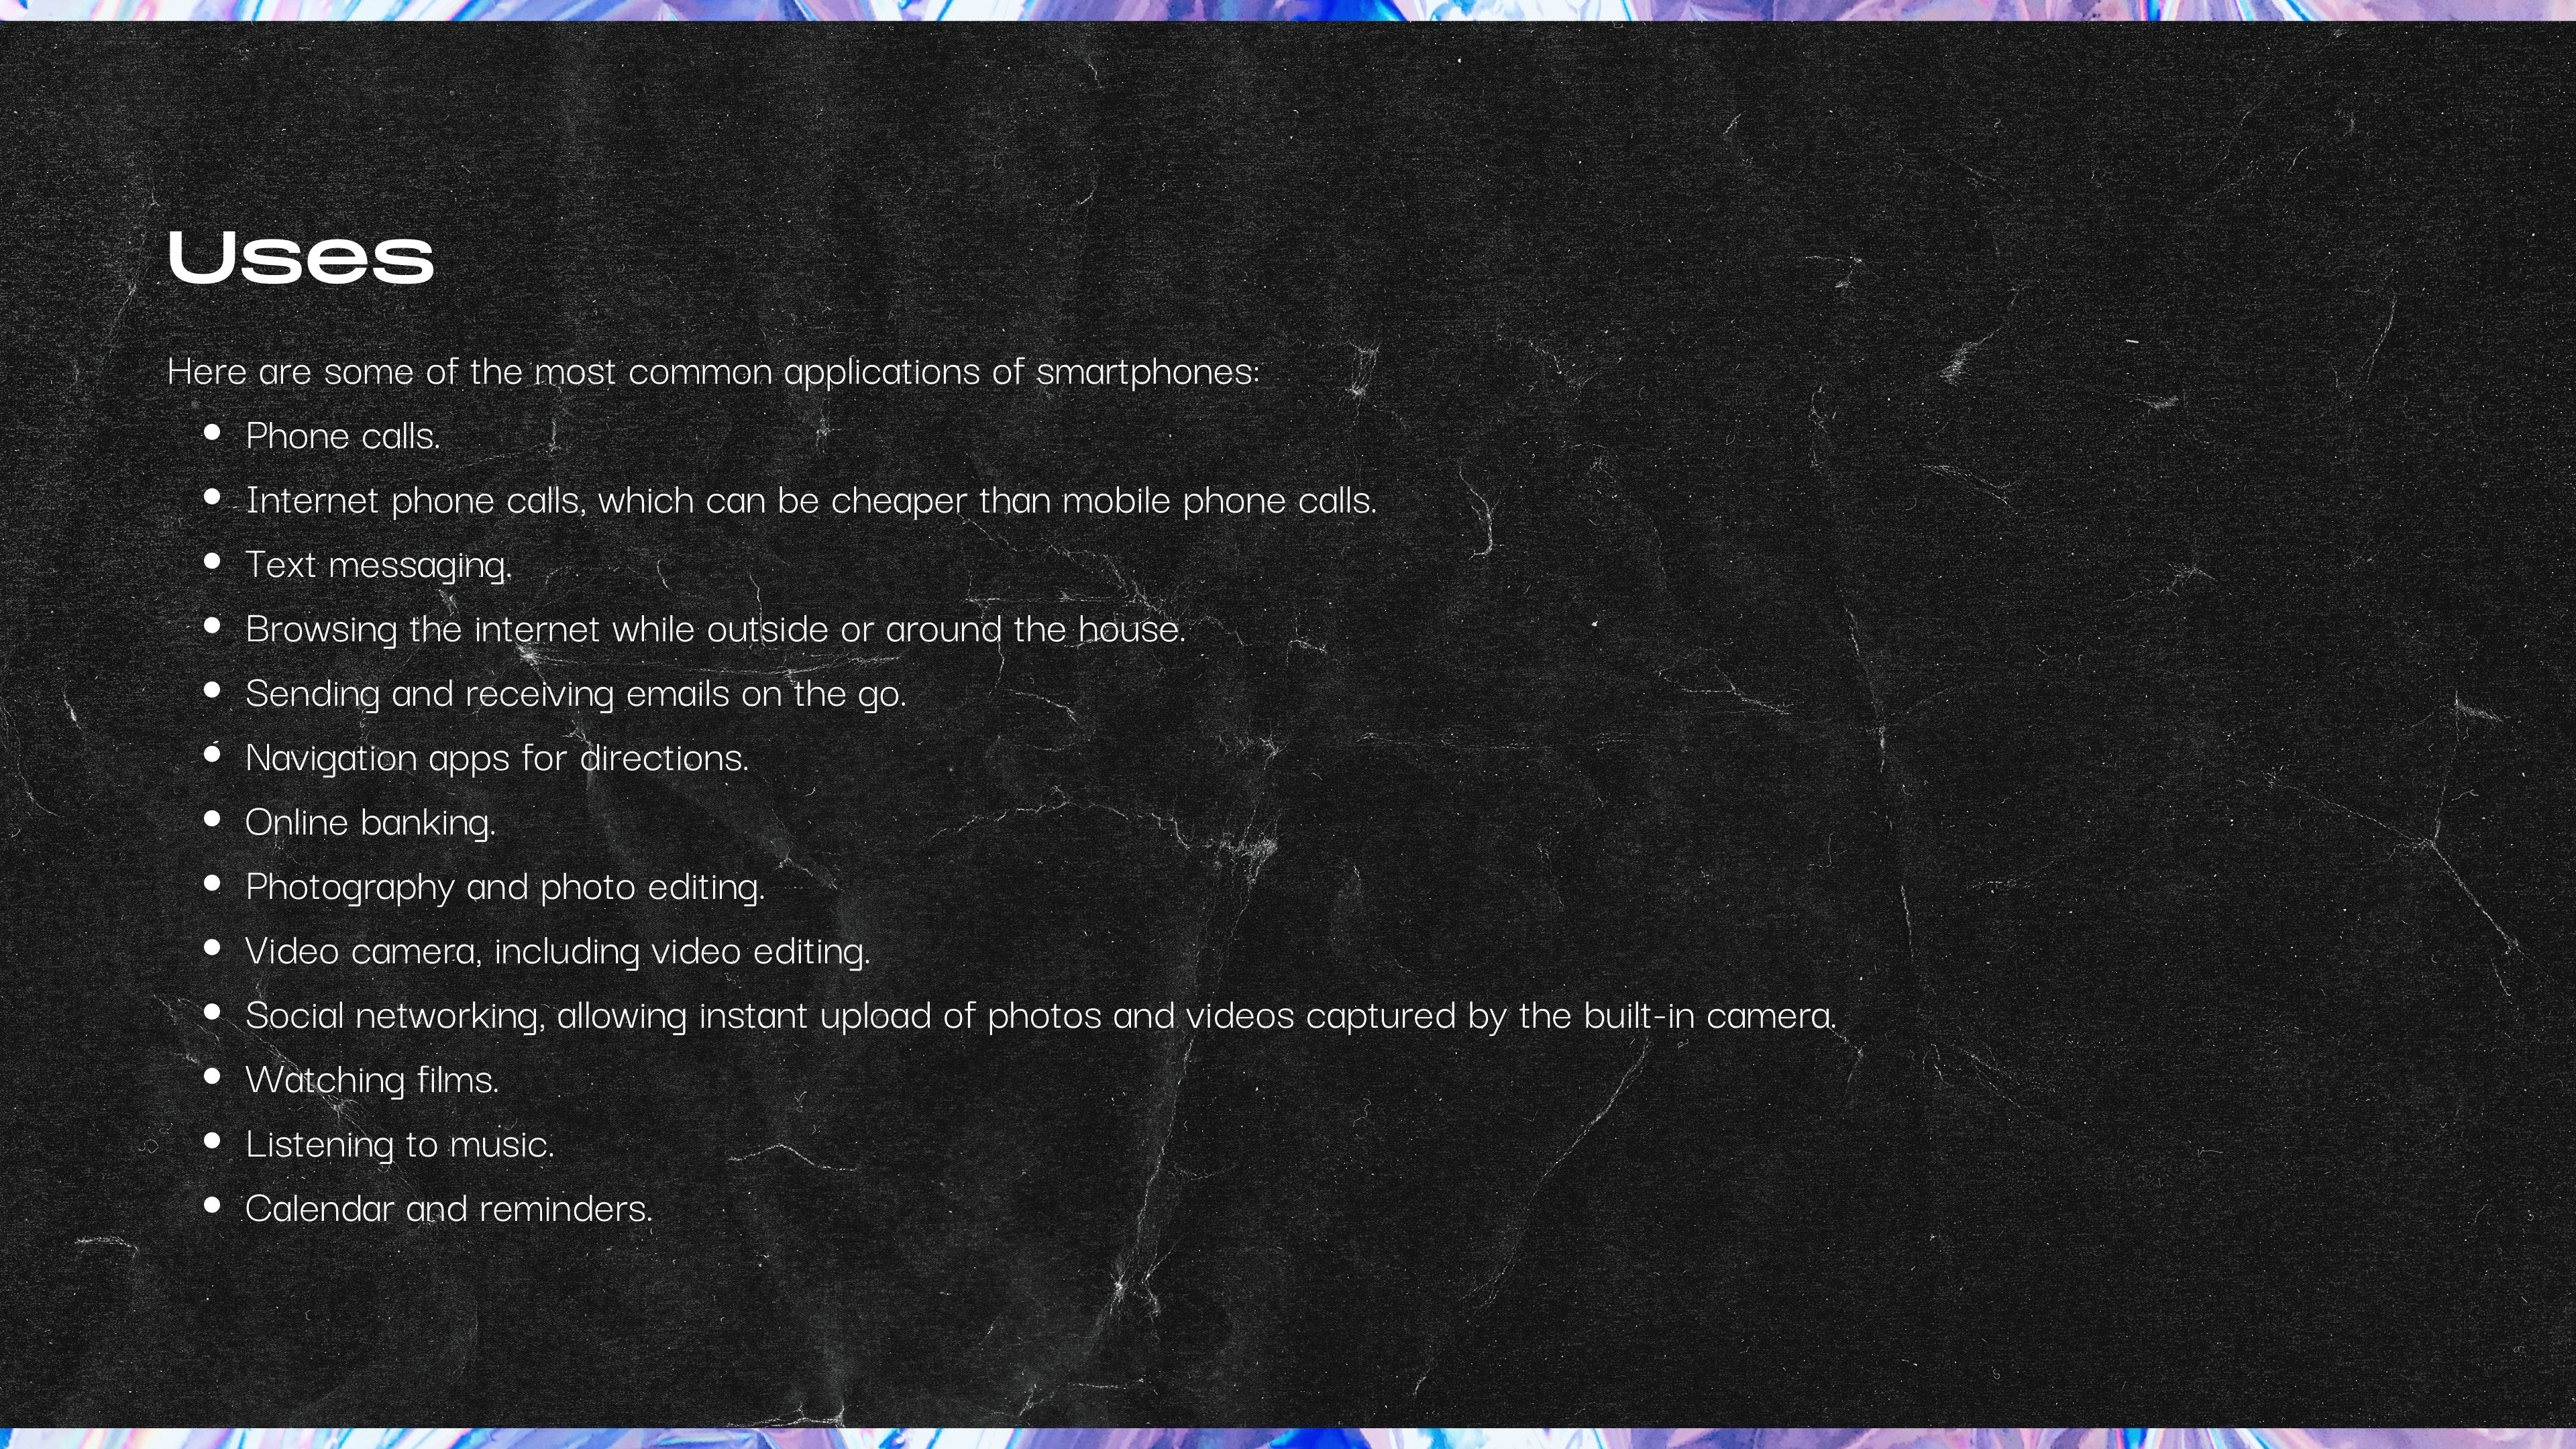 Uses
Here are some of the most common applications of smartphones:
• Phone calls.
• Internet phone calls, which can be cheaper than mobile phone calls.
• Text messaging.
• Browsing the internet while outside or around the house.
• Sending and receiving emails on the go.
• Navigation apps for directions.
• Online banking.
• Photography and photo editing.
• Video camera, including video editing.
• Social networking, allowing instant upload of photos and videos captured by the built-in camera.
• Watching films.
• Listening to music.
• Calendar and reminders.